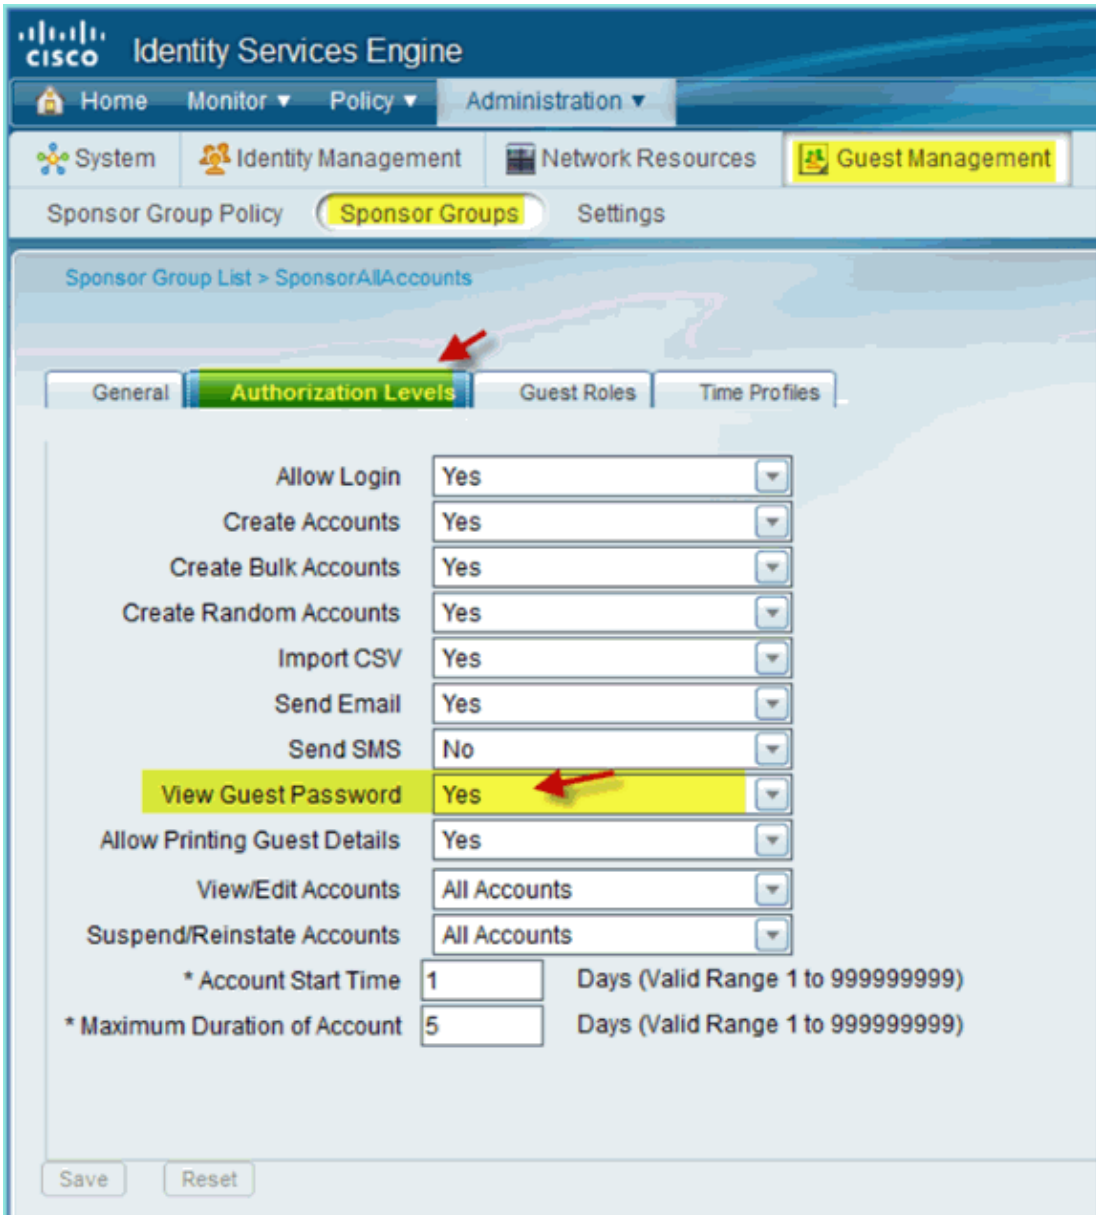 CISCO Identity Services Engine
Home Monitor ▼ Policy ▼ Administration ▼
System Identity Management Network Resources Guest Management
Sponsor Group Policy Sponsor Groups Settings
Sponsor Group List > SponsorAllAccounts
General Authorization Levels Guest Roles Time Profiles
Allow Login Yes
Create Accounts Yes
Create Bulk Accounts Yes
Create Random Accounts Yes
Import CSV Yes
Send Email Yes
Send SMS No
View Guest Password Yes
Allow Printing Guest Details Yes
View/Edit Accounts All Accounts
Suspend/Reinstate Accounts All Accounts
* Account Start Time 1 Days (Valid Range 1 to 999999999)
* Maximum Duration of Account 5 Days (Valid Range 1 to 999999999)
Save Reset